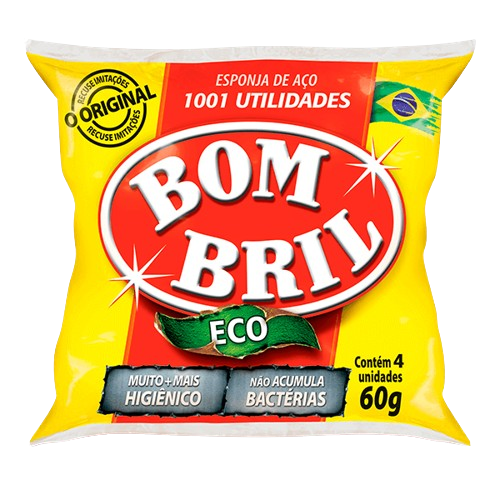 ESPONJA DE AÇO
1001 UTILIDADES
RECUSE IMITAÇÕES
O ORIGINAL
RECUSE IMITAÇÕES
BOM
BRIL
ECO
MUITO + MAIS
HIGIÊNICO
NÃO ACUMULA
BACTÉRIAS
Contém 4
unidades
60g